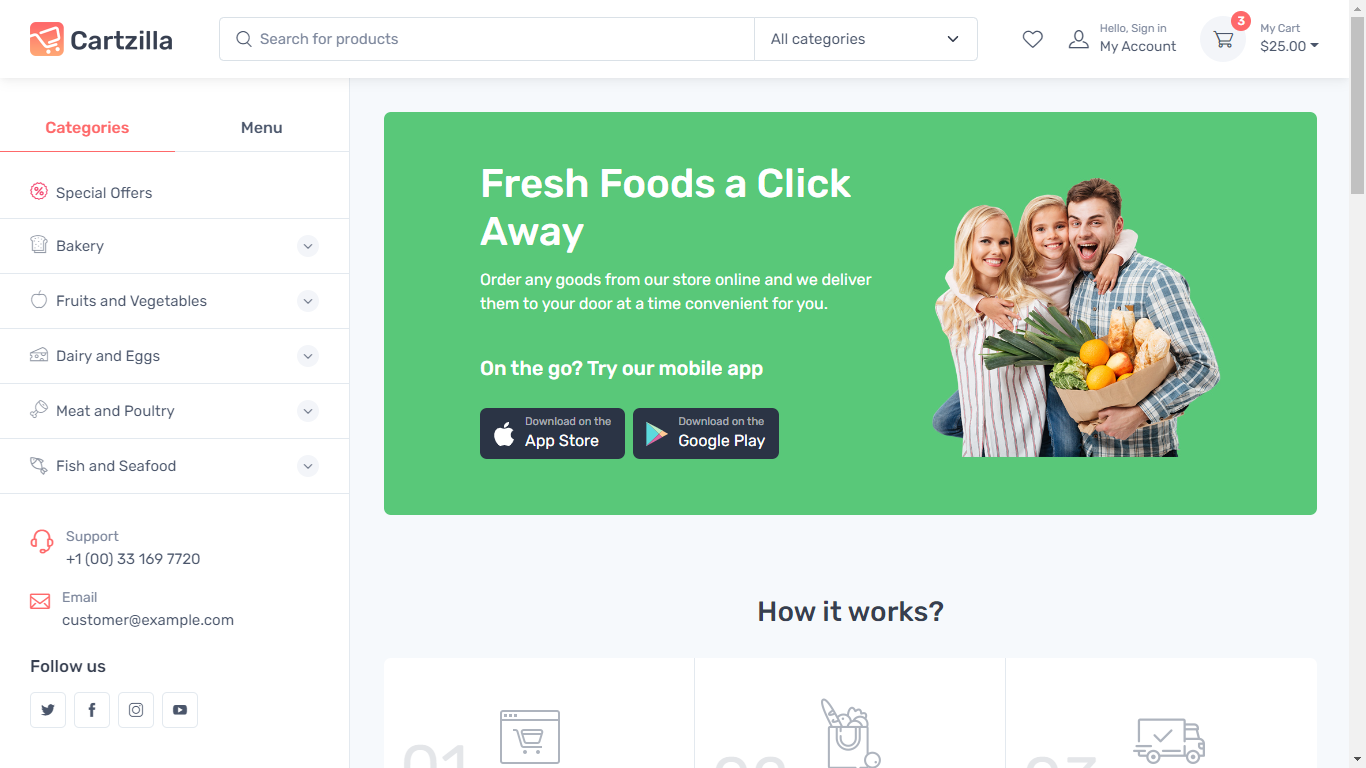 Cartzilla
Search for products
All categories
Hello, Sign in
My Account
3
My Cart
$25.00
Categories
Menu
Special Offers
Bakery
Fruits and Vegetables
Dairy and Eggs
Meat and Poultry
Fish and Seafood
Support
+1 (00) 33 169 7720
Email
customer@example.com
Follow us
Fresh Foods a Click
Away
Order any goods from our store online and we deliver
them to your door at a time convenient for you.
On the go? Try our mobile app
Download on the
App Store
Download on the
Google Play
How it works?
01
02
03